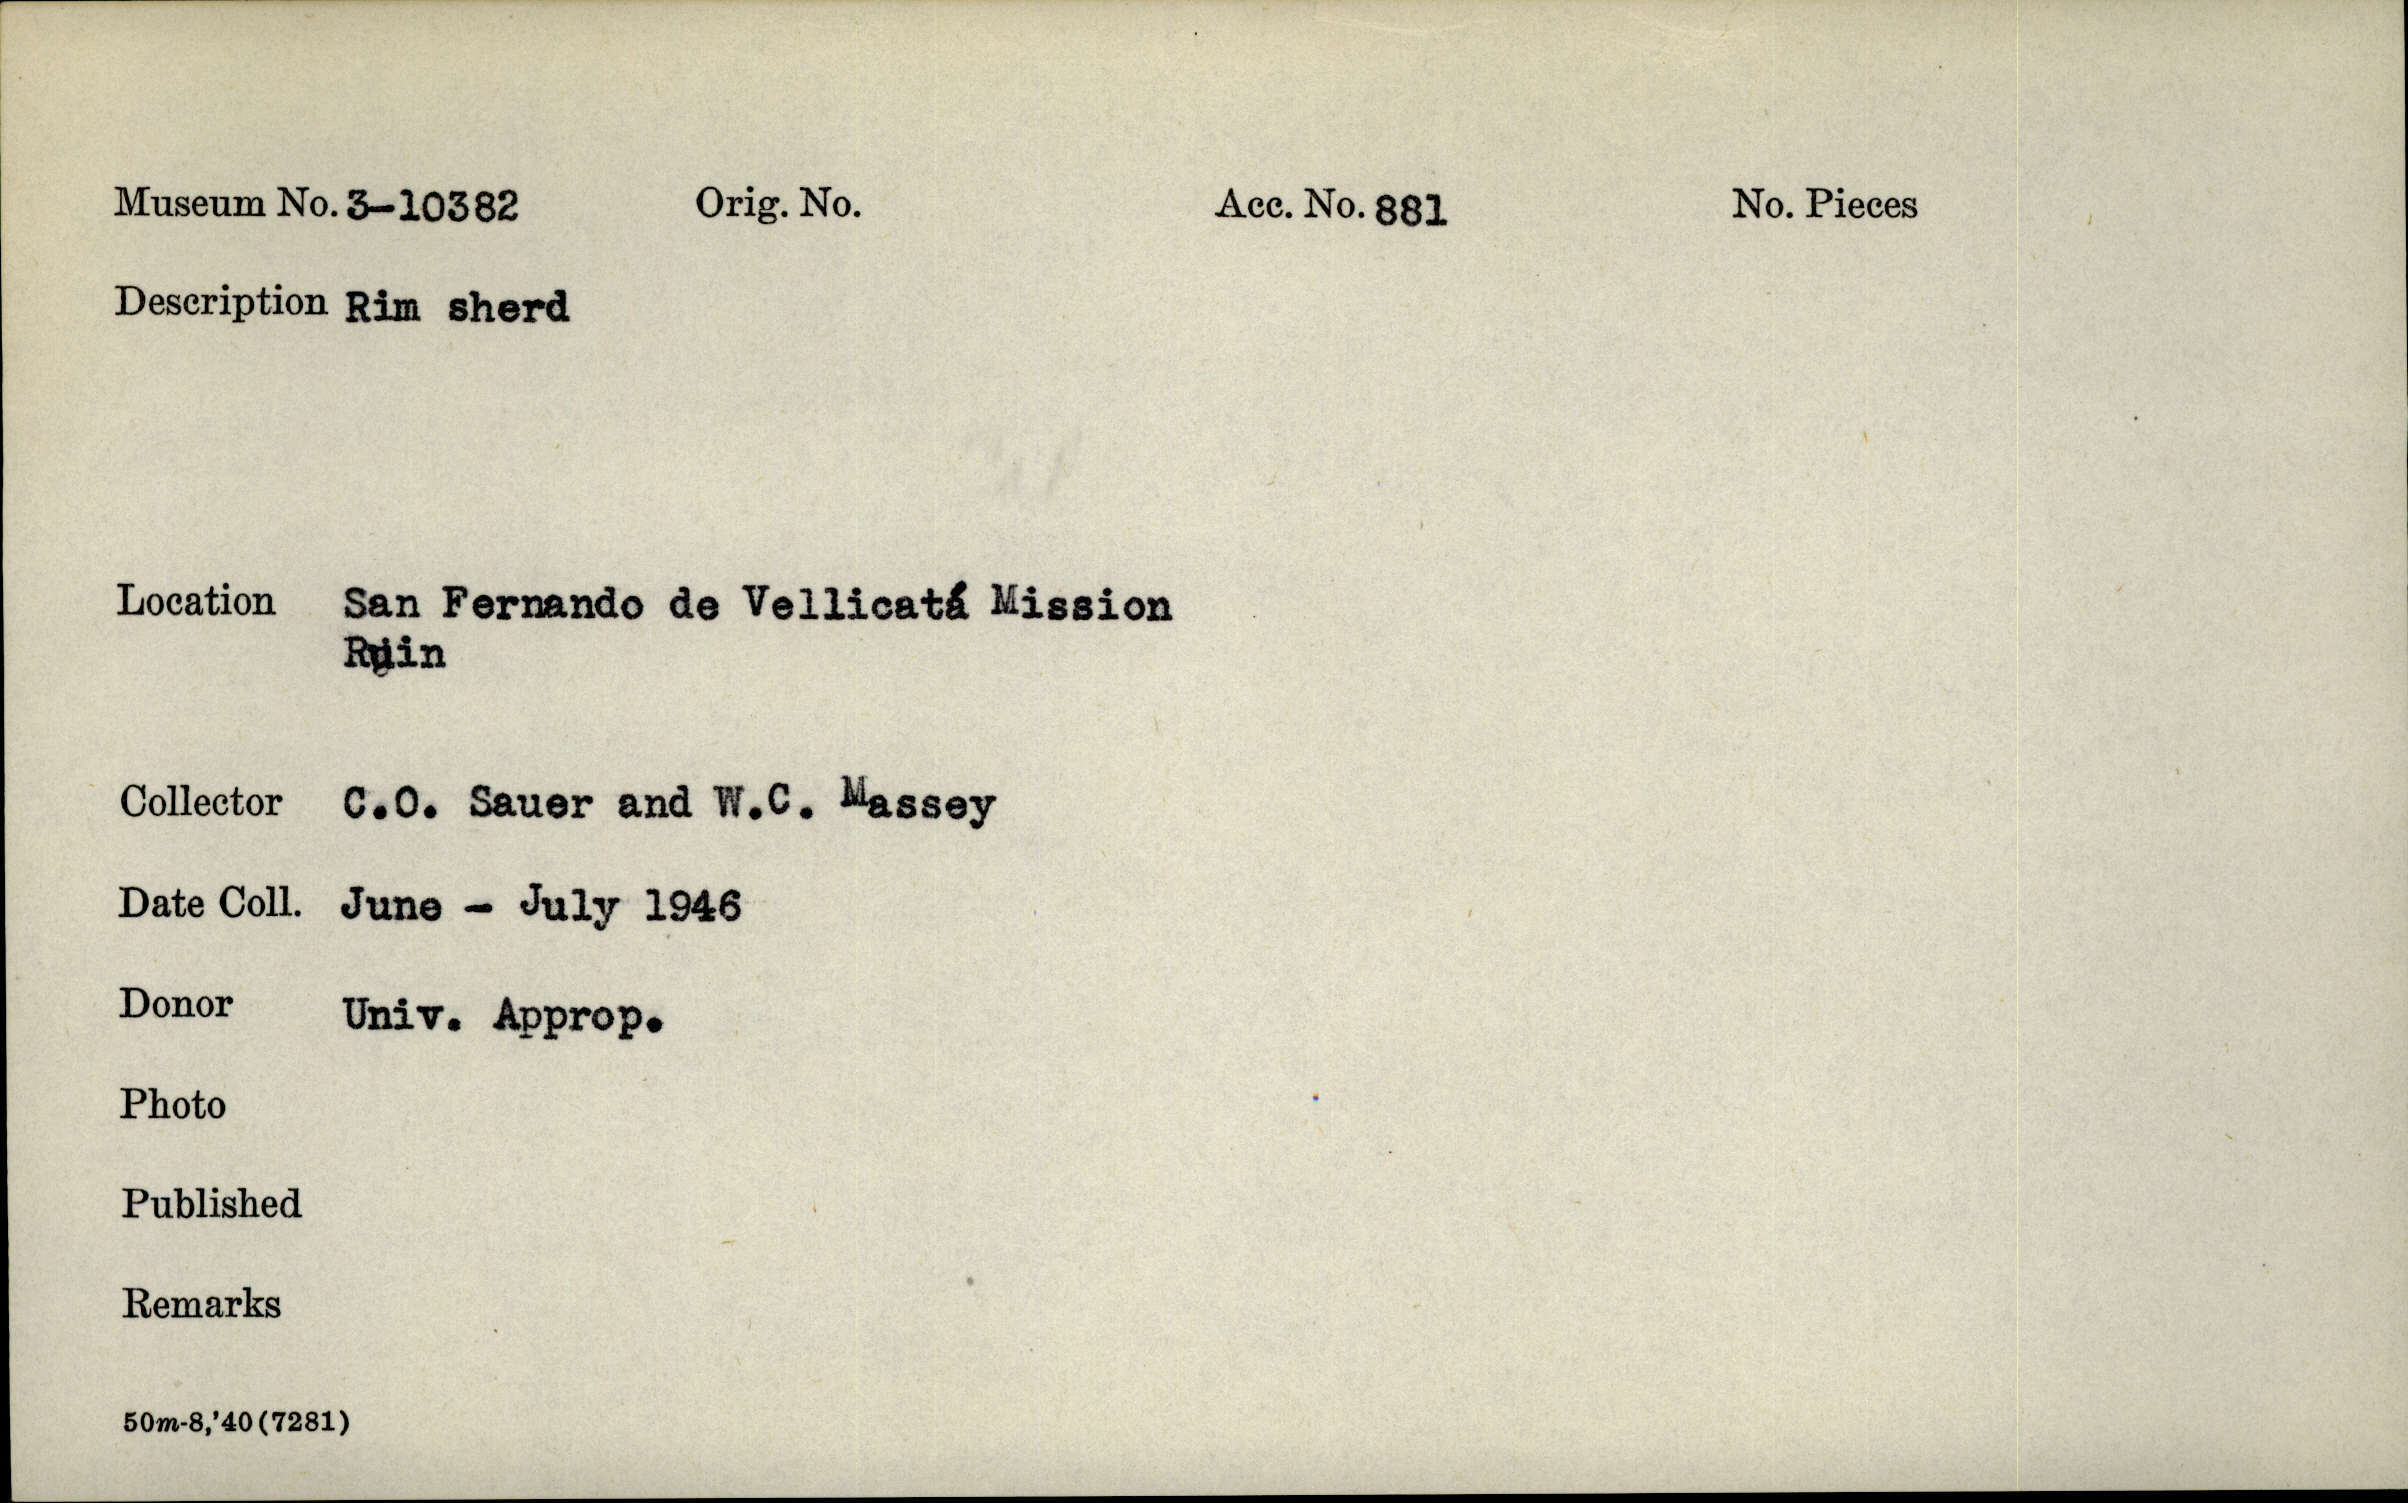 Museum No. 3-10382 Orig. No. Acc. No. 881 No. Pieces
Description Rim sherd
Location San Fernando de Vellicatá Mission
Ruin
Collector C.O. Sauer and W.C. Massey
Date Coll. June - July 1946
Donor Univ. Approp.
Photo
Published
Remarks
50m-8,'40(7281)